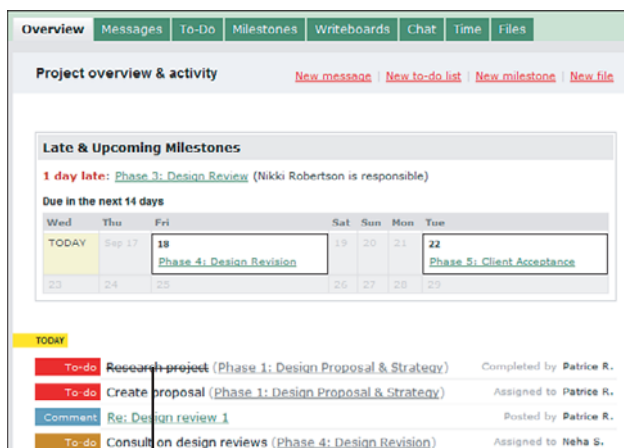 Overview Messages To-Do Milestones Writeboards Chat Time Files
Project overview & activity New message | New to-do list | New milestone | New file
Late & Upcoming Milestones
1 day late: Phase 3: Design Review (Nikki Robertson is responsible)
Due in the next 14 days
Wed Thu Fri Sat Sun Mon Tue
TODAY Sep 17 18 19 20 21 22
Phase 4: Design Revision Phase 5: Client Acceptance
23 24 25 26 27 28 29
TODAY
To-do Research project (Phase 1: Design Proposal & Strategy) Completed by Patrice R.
To-do Create proposal (Phase 1: Design Proposal & Strategy) Assigned to Patrice R.
Comment Re: Design review 1 Posted by Patrice R.
To-do Consult on design reviews (Phase 4: Design Revision) Assigned to Neha S.